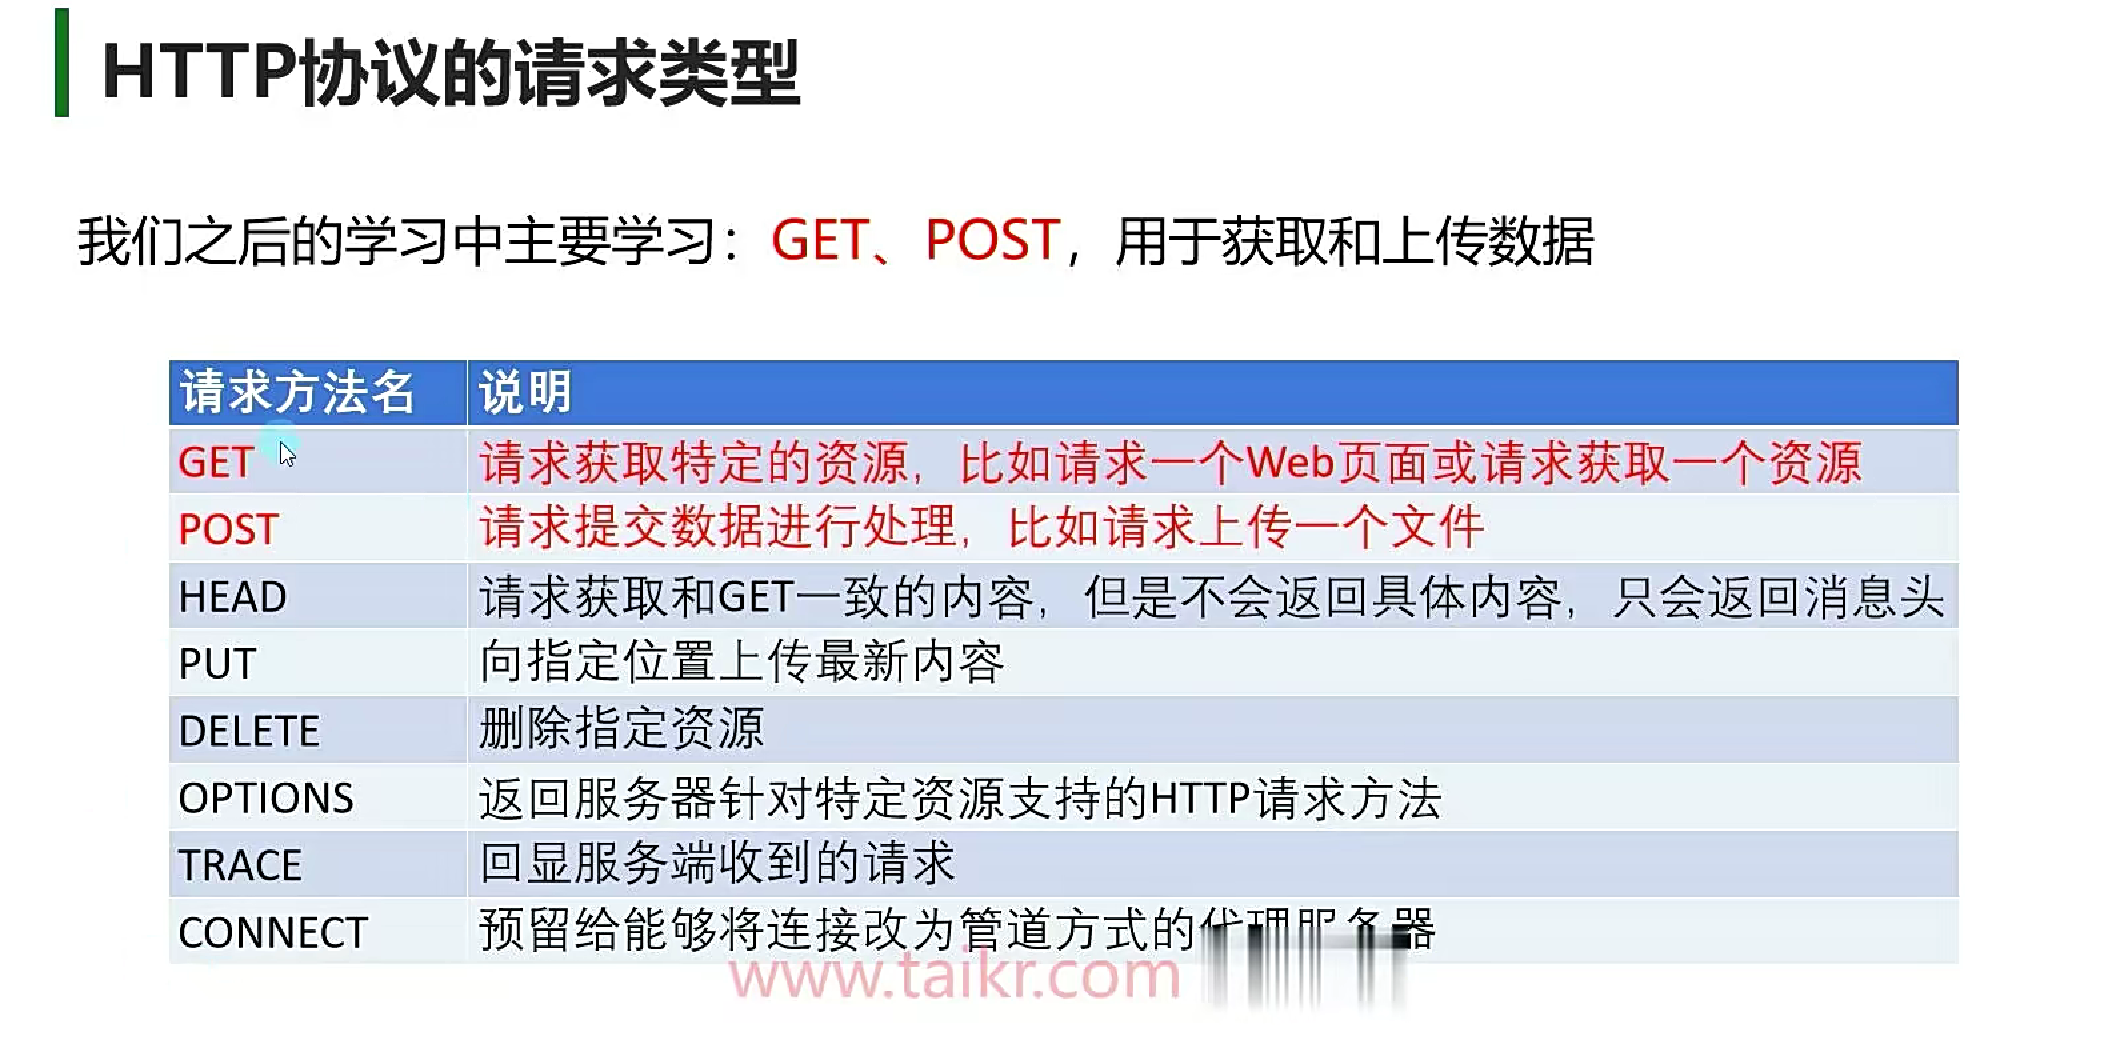 HTTP协议的请求类型
我们之后的学习中主要学习：GET、POST，用于获取和上传数据
请求方法名 说明
GET 请求获取特定的资源，比如请求一个Web页面或请求获取一个资源
POST 请求提交数据进行处理，比如请求上传一个文件
HEAD 请求获取和GET一致的内容，但是不会返回具体内容，只会返回消息头
PUT 向指定位置上传最新内容
DELETE 删除指定资源
OPTIONS 返回服务器针对特定资源支持的HTTP请求方法
TRACE 回显服务端收到的请求
CONNECT 预留给能够将连接改为管道方式的代理服务器
www.taikr.com